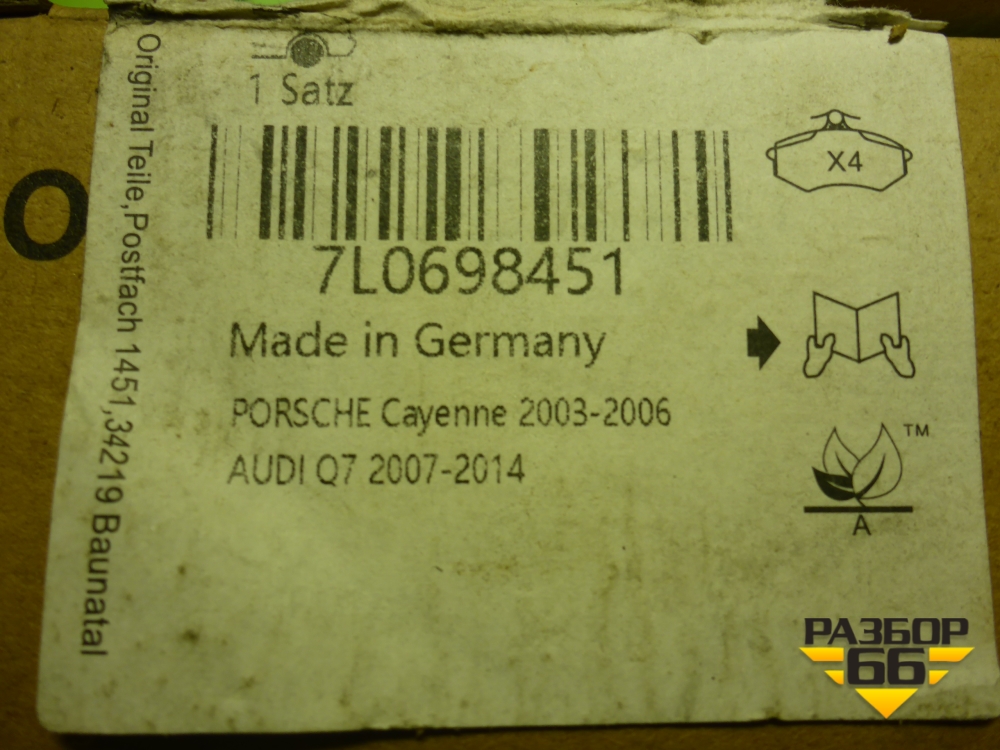 1 Satz
X4
7L0698451
Made in Germany
PORSCHE Cayenne 2003-2006
AUDI Q7 2007-2014
TM
A
Original Teile,Postfach 1451,34219 Baunatal
O
РАЗБОР
66